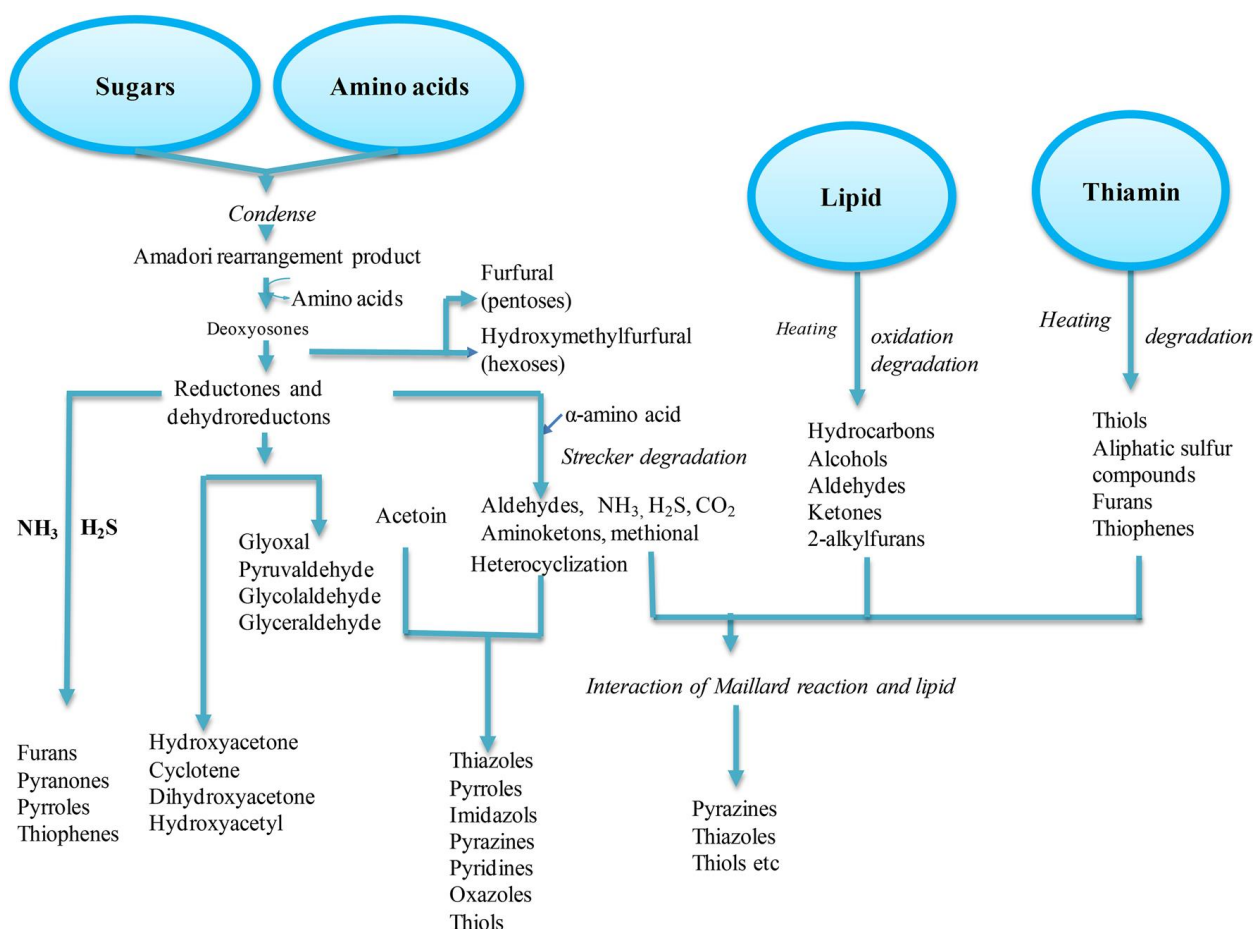 Sugars
Amino acids
Lipid
Thiamin
Condense
Amadori rearrangement product
Amino acids
Deoxyosones
Furfural
(pentoses)
Hydroxymethylfurfural
(hexoses)
Reductones and
dehydroreductons
α-amino acid
Strecker degradation
Heating
oxidation
degradation
Heating
degradation
NH₃
H₂S
Glyoxal
Pyruvaldehyde
Glycolaldehyde
Glyceraldehyde
Acetoin
Aldehydes, NH₃, H₂S, CO₂
Aminoketons, methional
Heterocyclization
Hydrocarbons
Alcohols
Aldehydes
Ketones
2-alkylfurans
Thiols
Aliphatic sulfur
compounds
Furans
Thiophenes
Interaction of Maillard reaction and lipid
Furans
Pyranones
Pyrroles
Thiophenes
Hydroxyacetone
Cyclotene
Dihydroxyacetone
Hydroxyacetyl
Thiazoles
Pyrroles
Imidazols
Pyrazines
Pyridines
Oxazoles
Thiols
Pyrazines
Thiazoles
Thiols etc